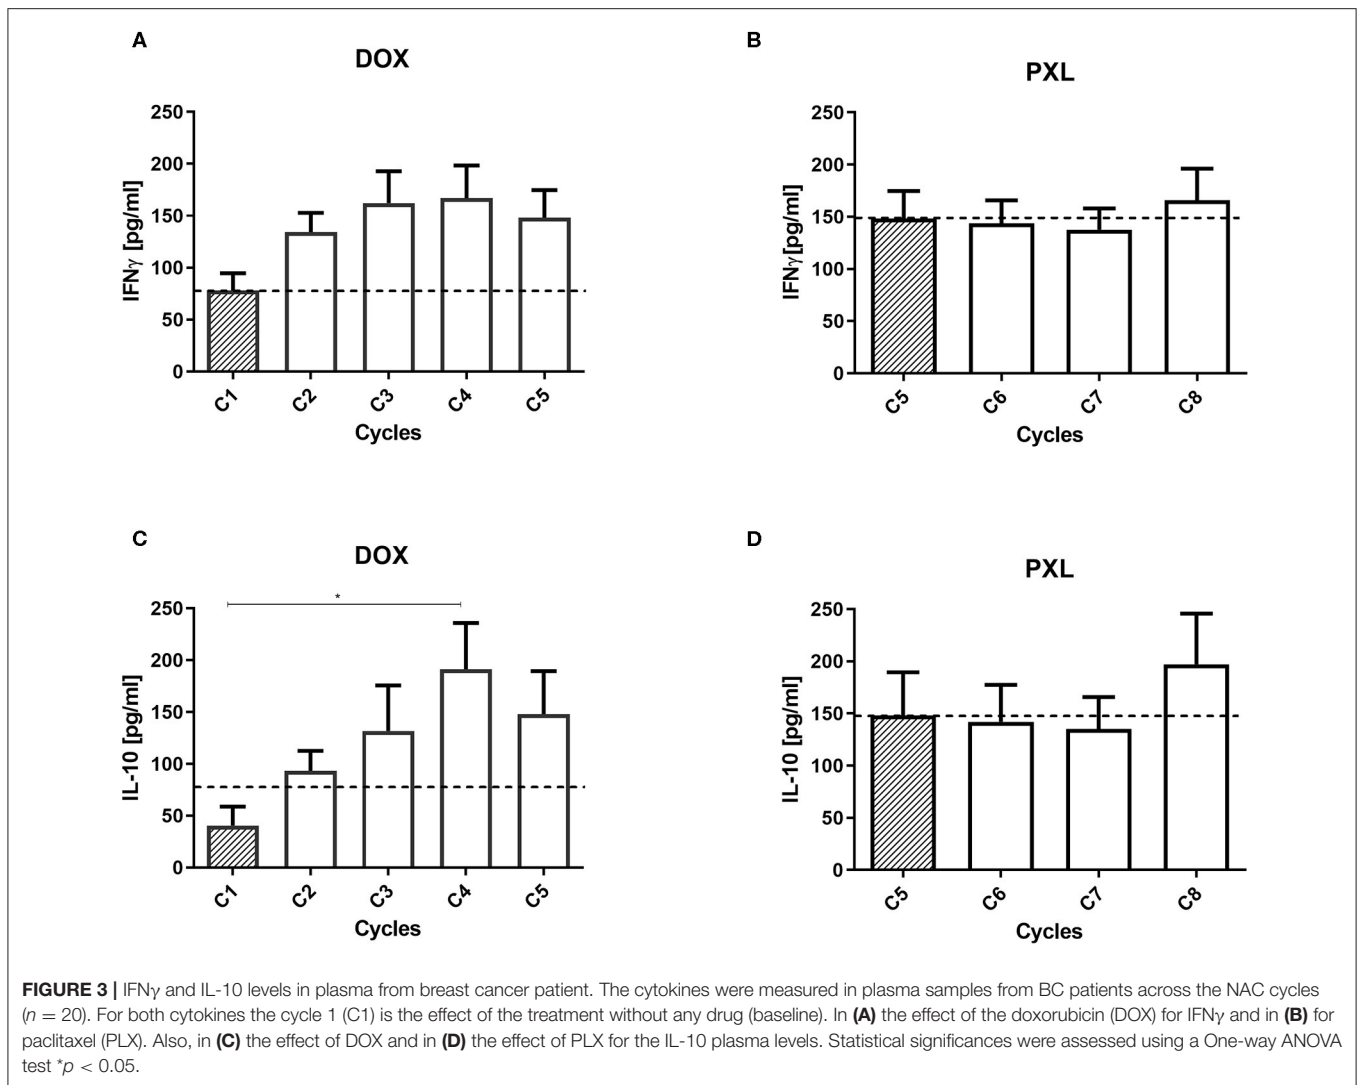 A
DOX
IFNγ [pg/ml]
250
200
150
100
50
0
C1
C2
C3
C4
C5
Cycles
B
PXL
IFNγ [pg/ml]
250
200
150
100
50
0
C5
C6
C7
C8
Cycles
C
DOX
*
IL-10 [pg/ml]
250
200
150
100
50
0
C1
C2
C3
C4
C5
Cycles
D
PXL
IL-10 [pg/ml]
250
200
150
100
50
0
C5
C6
C7
C8
Cycles
FIGURE 3 | IFNγ and IL-10 levels in plasma from breast cancer patient. The cytokines were measured in plasma samples from BC patients across the NAC cycles
(n = 20). For both cytokines the cycle 1 (C1) is the effect of the treatment without any drug (baseline). In (A) the effect of the doxorubicin (DOX) for IFNγ and in (B) for
paclitaxel (PLX). Also, in (C) the effect of DOX and in (D) the effect of PLX for the IL-10 plasma levels. Statistical significances were assessed using a One-way ANOVA
test *p < 0.05.